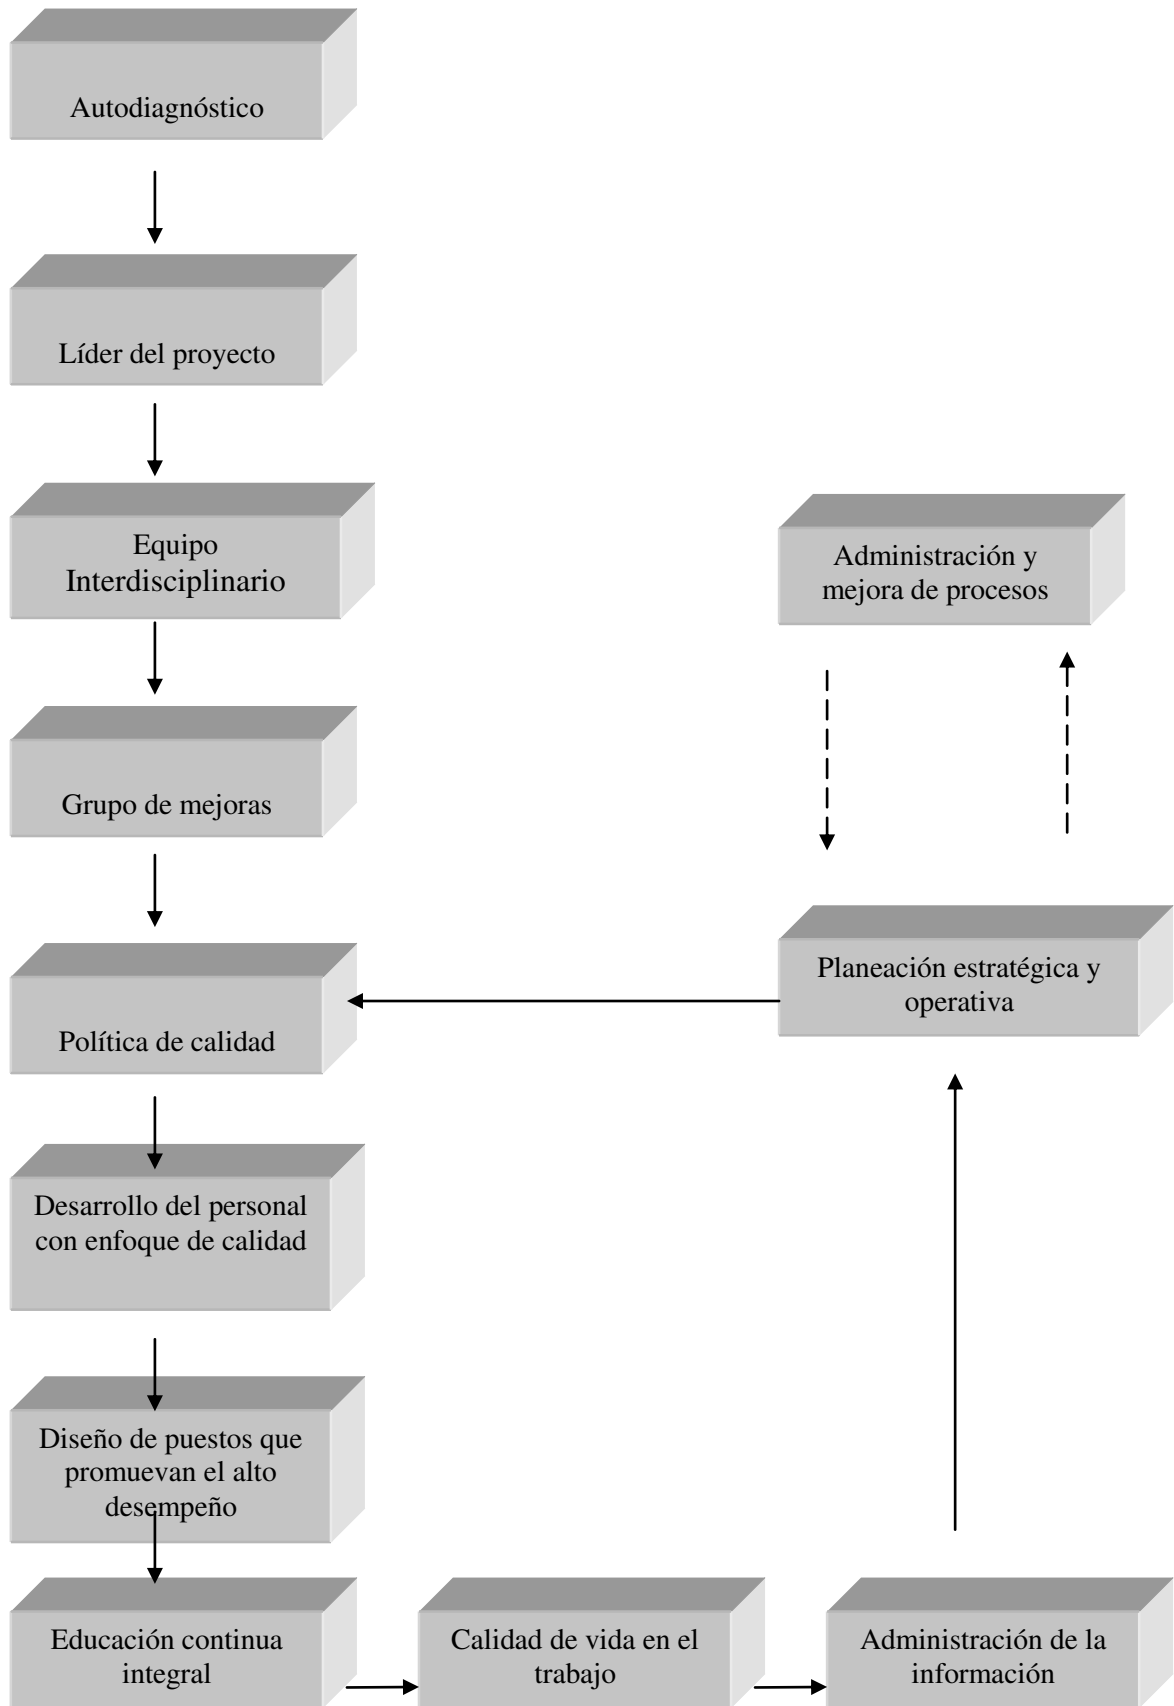 Autodiagnóstico
Líder del proyecto
Equipo
Interdisciplinario
Administración y
mejora de procesos
Grupo de mejoras
Planeación estratégica y
operativa
Política de calidad
Desarrollo del personal
con enfoque de calidad
Diseño de puestos que
promuevan el alto
desempeño
Educación continua
integral
Calidad de vida en el
trabajo
Administración de la
información